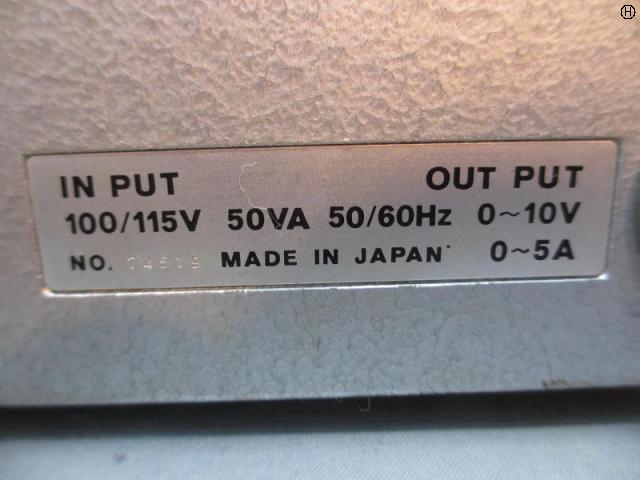 IN PUT OUT PUT
100/115V 50VA 50/60Hz 0~10V
NO. MADE IN JAPAN 0~5A
H